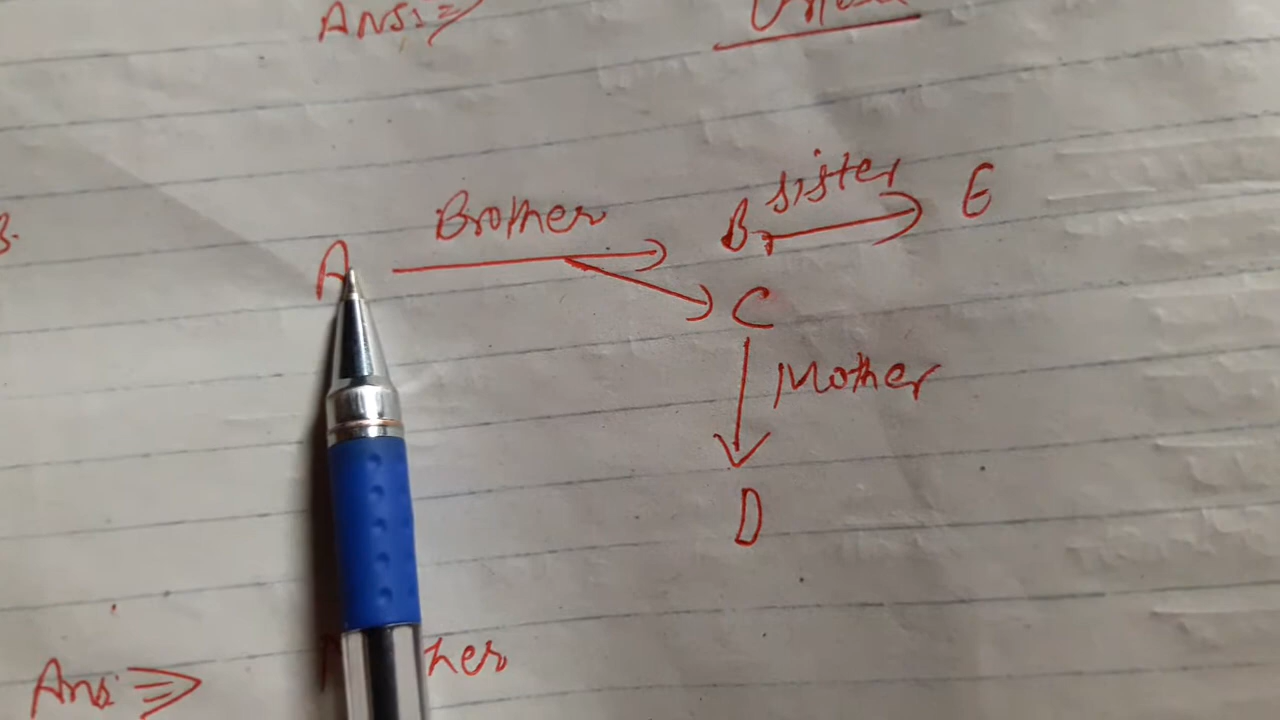 Ans:⇒
Brother
sister
A
B
E
C
Mother
D
Ans:⇒